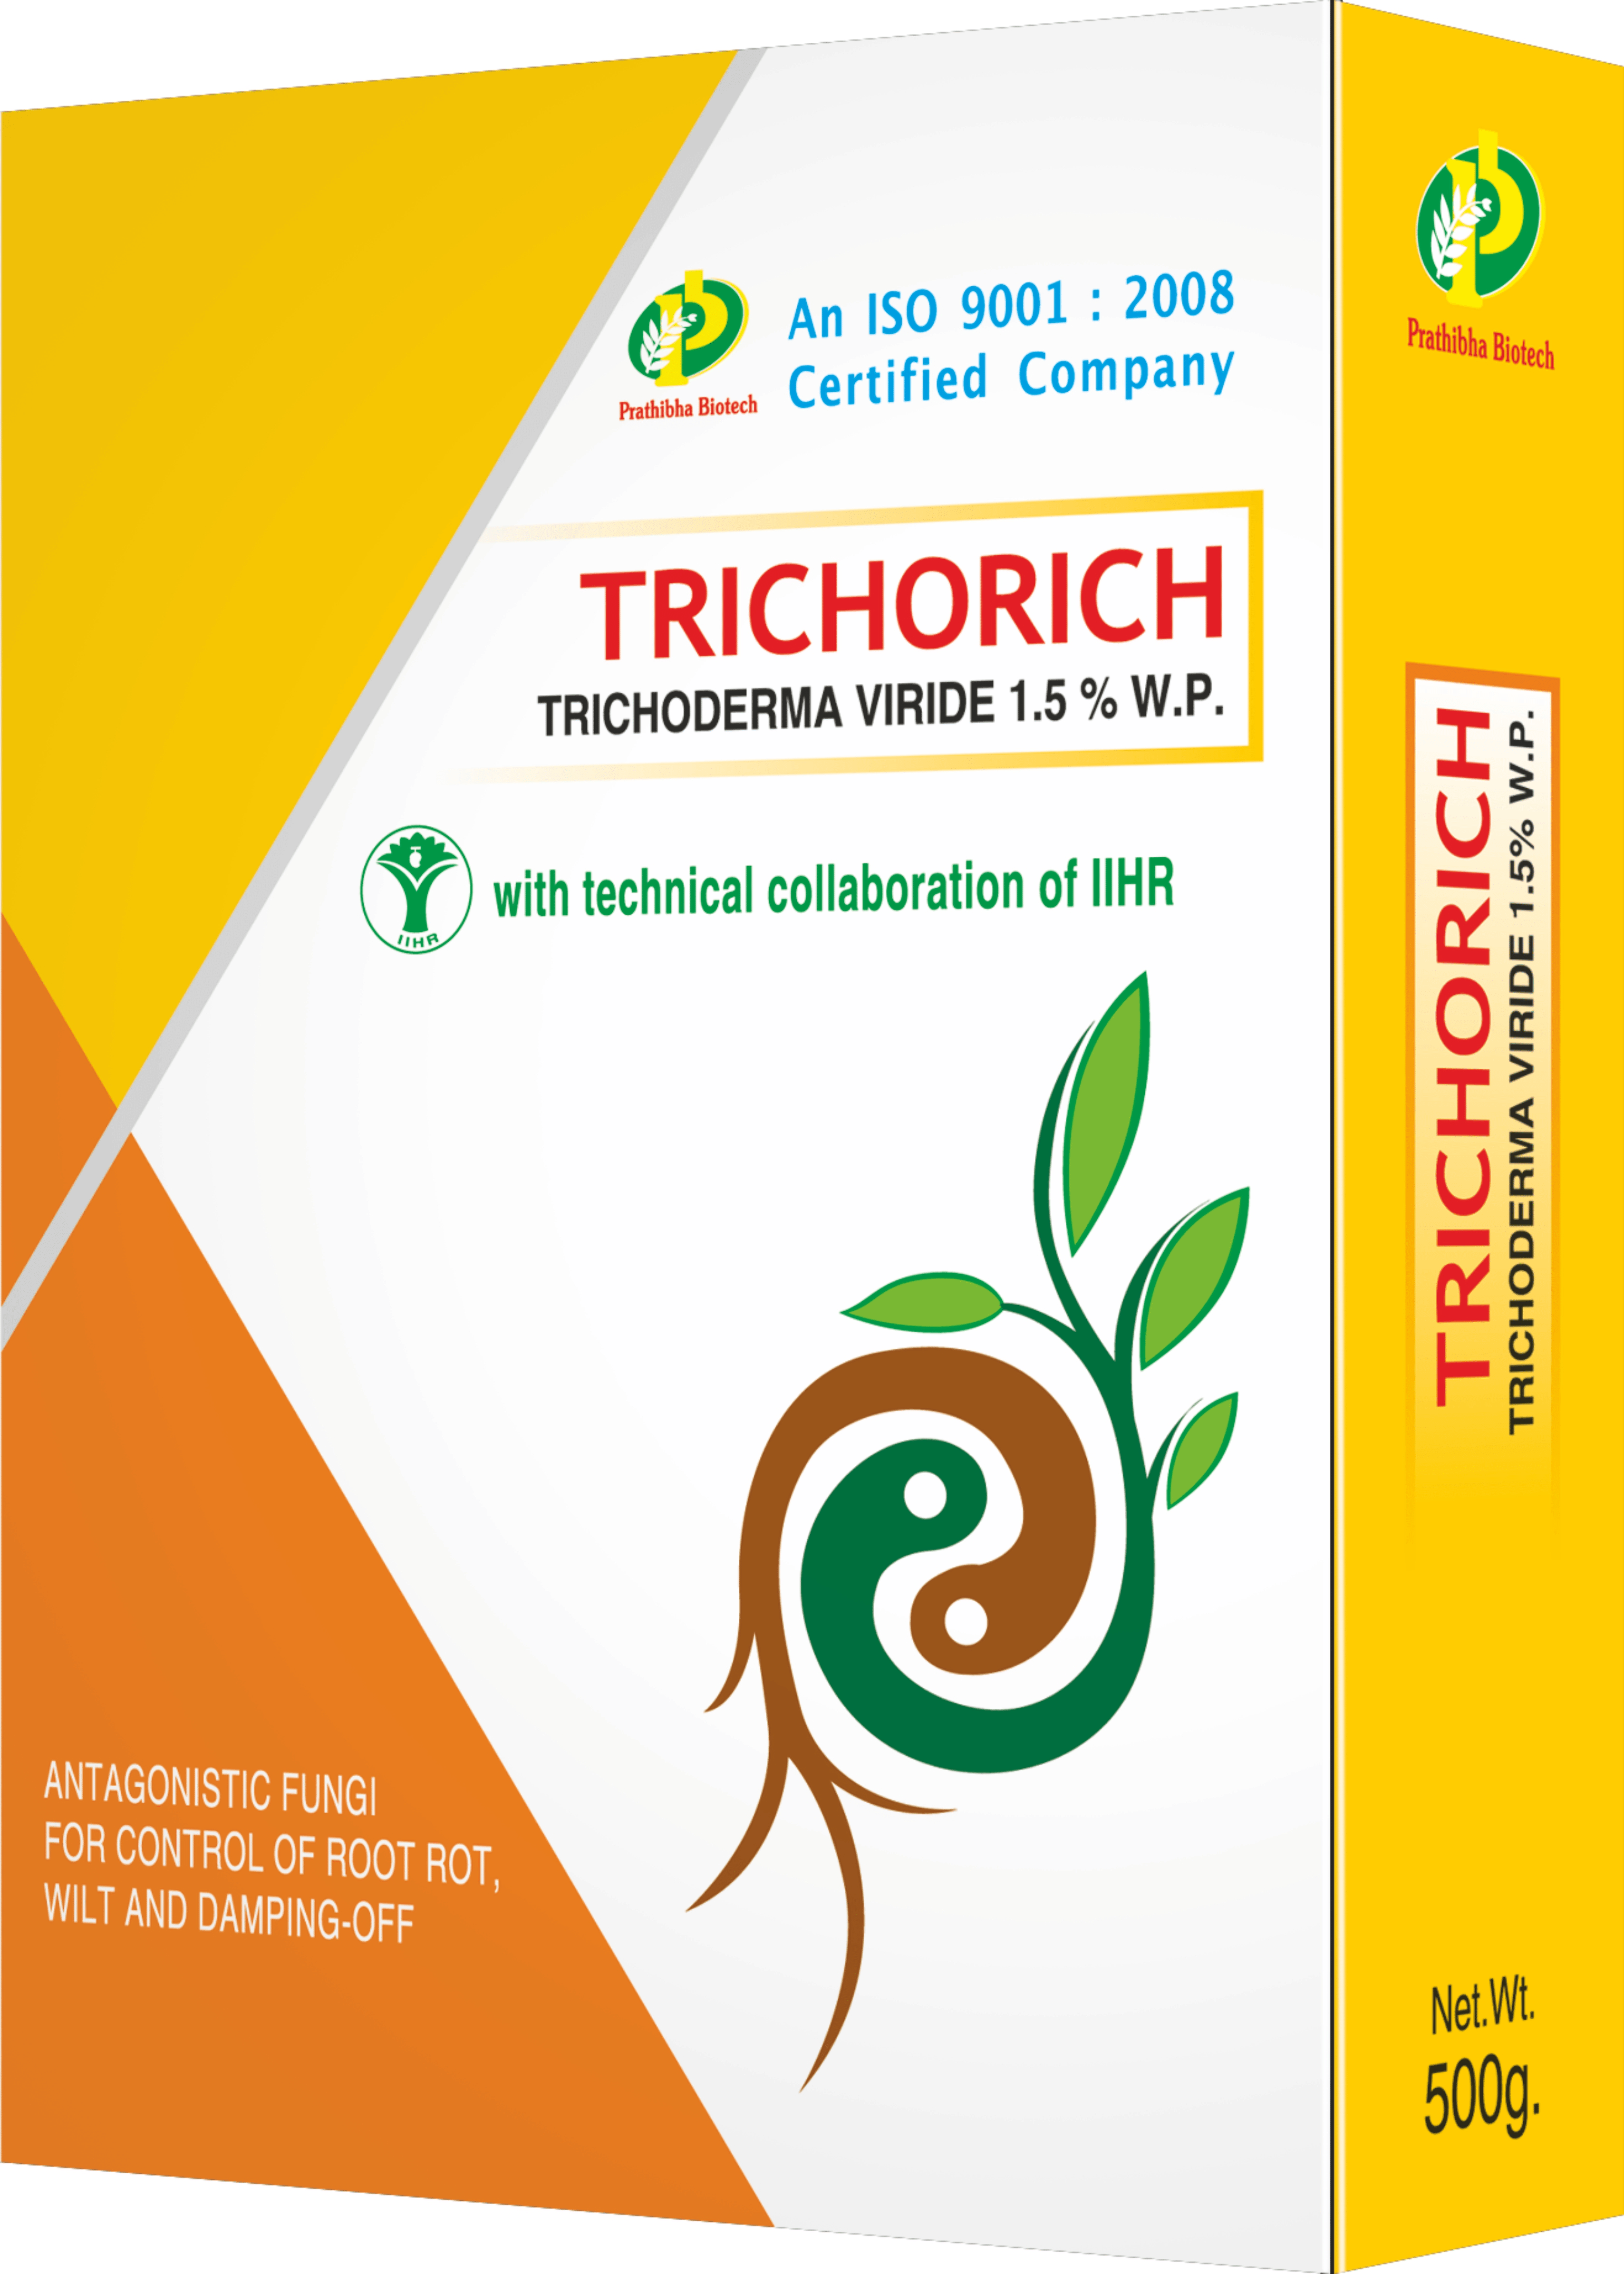 Prathibha Biotech
An ISO 9001 : 2008
Certified Company
TRICHORICH
TRICHODERMA VIRIDE 1.5 % W.P.
IIHR
with technical collaboration of IIHR
ANTAGONISTIC FUNGI
FOR CONTROL OF ROOT ROT,
WILT AND DAMPING-OFF
Prathibha Biotech
TRICHORICH
TRICHODERMA VIRIDE 1.5% W.P.
Net.Wt.
500g.